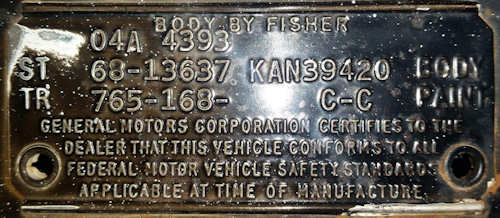 BODY BY FISHER
04A 4393
ST 68-13637 KAN39420 BODY
TR 765-168- C-C PAINT
GENERAL MOTORS CORPORATION CERTIFIES TO THE
DEALER THAT THIS VEHICLE CONFORMS TO ALL
FEDERAL MOTOR VEHICLE SAFETY STANDARDS
APPLICABLE AT TIME OF MANUFACTURE